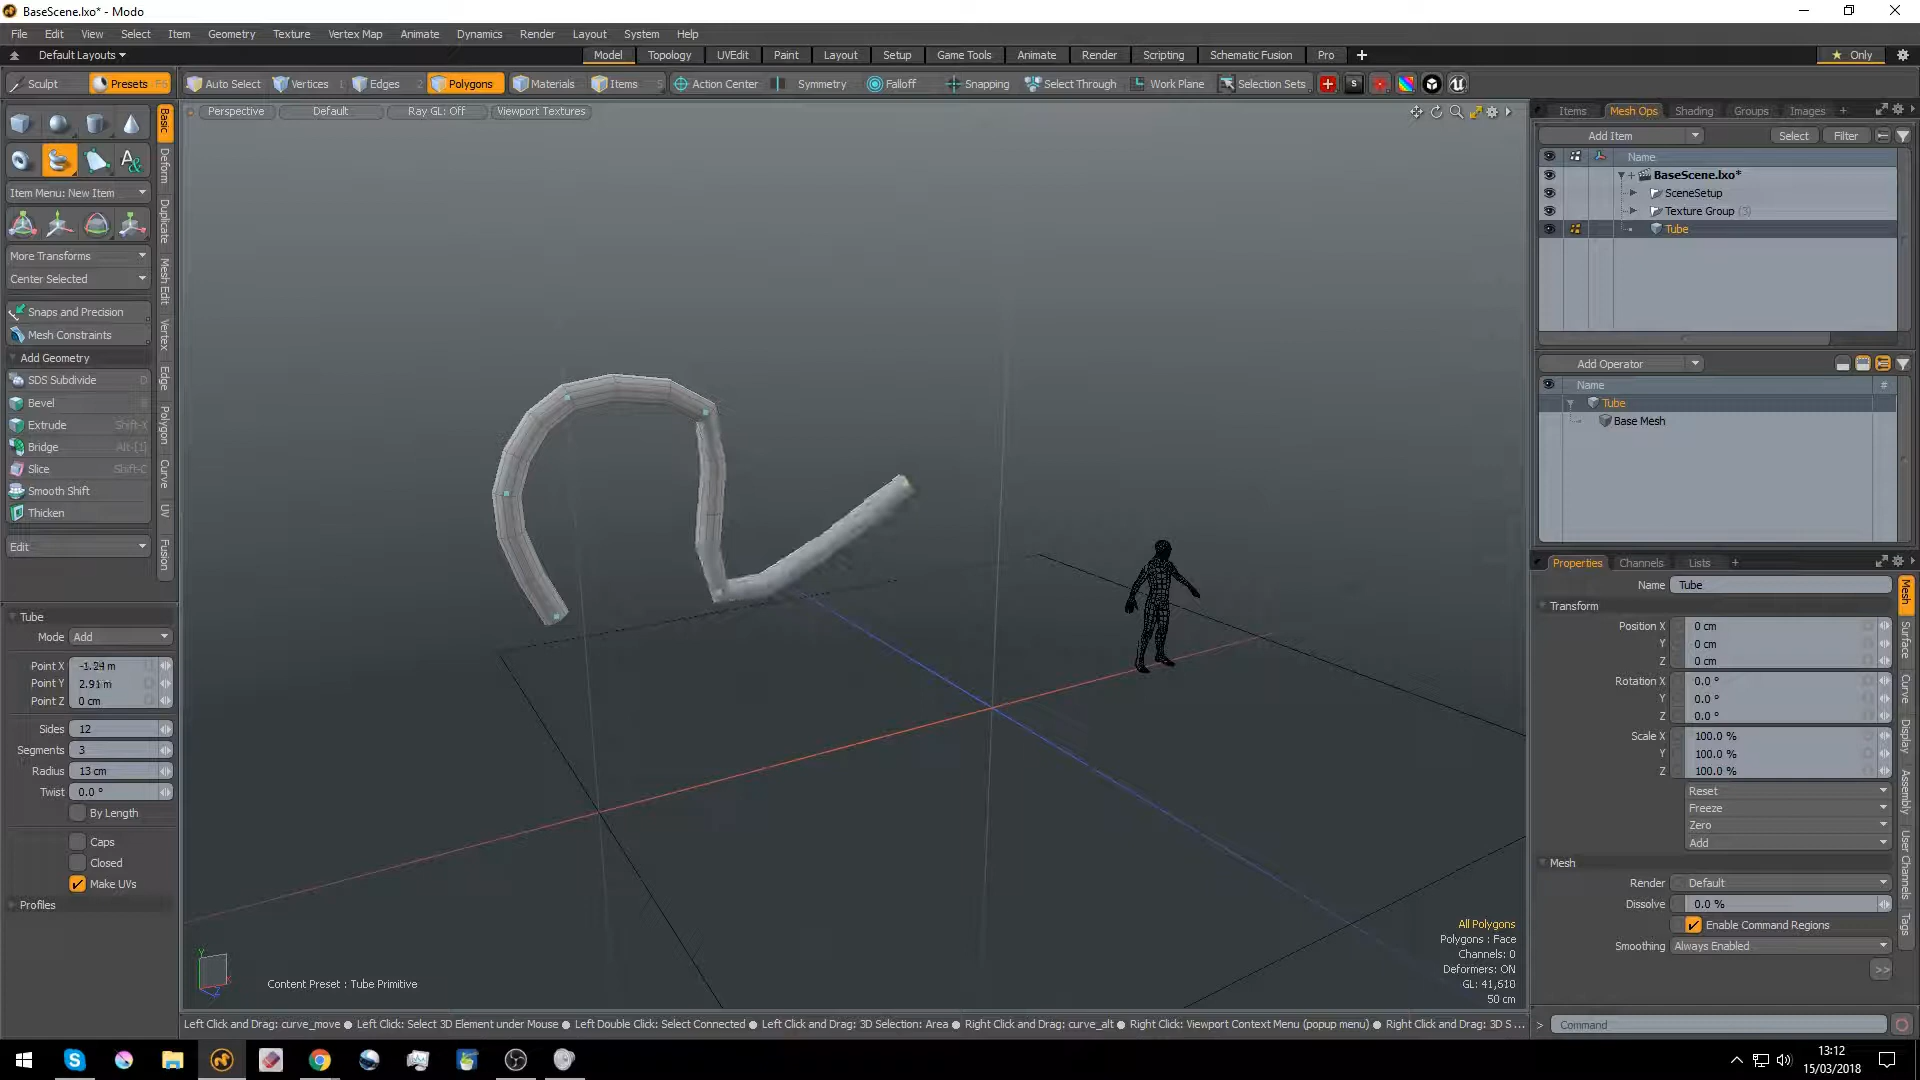 BaseScene.lxo* - Modo
File Edit View Select Item Geometry Texture Vertex Map Animate Dynamics Render Layout System Help
Default Layouts Model Topology UVEdit Paint Layout Setup Game Tools Animate Render Scripting Schematic Fusion Pro Only
Sculpt Presets F6 Auto Select Vertices 1 Edges 2 Polygons Materials Items 5 Action Center Symmetry Falloff Snapping Select Through Work Plane Selection Sets
Perspective Default Ray GL: Off Viewport Textures
Basic
Deform
Duplicate
Mesh Edit
Vertex
Edge
Polygon
Curve
UV
Fusion
Item Menu: New Item
More Transforms
Center Selected
Snaps and Precision
Mesh Constraints
Add Geometry
SDS Subdivide D
Bevel
Extrude Shift-X
Bridge Alt-[1]
Slice Shift-C
Smooth Shift
Thicken
Edit
Tube
Mode Add
Point X -1.24 m
Point Y 2.91 m
Point Z 0 cm
Sides 12
Segments 3
Radius 13 cm
Twist 0.0 °
By Length
Caps
Closed
Make UVs
Profiles
Content Preset : Tube Primitive
All Polygons
Polygons : Face
Channels: 0
Deformers: ON
GL: 41,610
50 cm
Items Mesh Ops Shading Groups Images
Add Item Select Filter
Name
BaseScene.lxo*
SceneSetup
Texture Group (3)
Tube
Add Operator
Name #
Tube
Base Mesh
Properties Channels Lists
Name Tube
Transform
Position X 0 cm
Y 0 cm
Z 0 cm
Rotation X 0.0 °
Y 0.0 °
Z 0.0 °
Scale X 100.0 %
Y 100.0 %
Z 100.0 %
Reset
Freeze
Zero
Add
Mesh
Render Default
Dissolve 0.0 %
Enable Command Regions
Smoothing Always Enabled
>>
Mesh
Surface
Curve
Display
Assembly
User Channels
Tags
Left Click and Drag: curve_move ● Left Click: Select 3D Element under Mouse ● Left Double Click: Select Connected ● Left Click and Drag: 3D Selection: Area ● Right Click and Drag: curve_alt ● Right Click: Viewport Context Menu (popup menu) ● Right Click and Drag: 3D S ...
> Command
13:12
15/03/2018